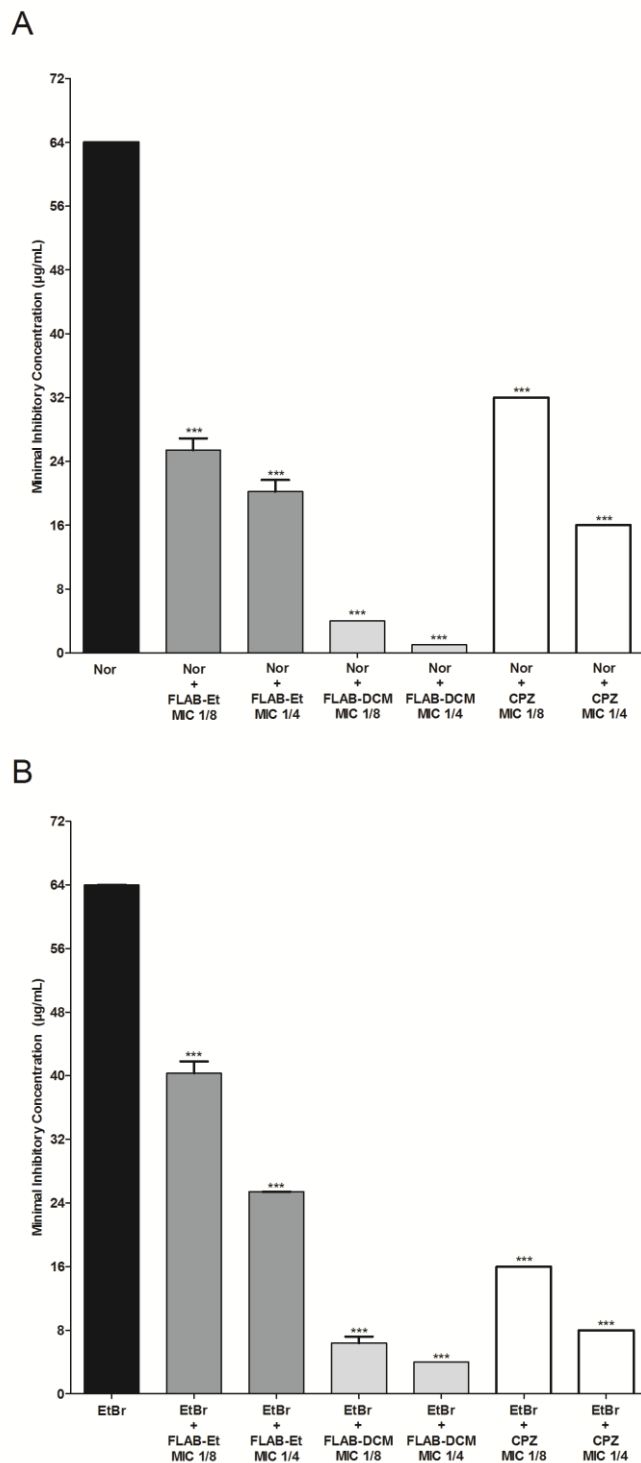 A
Minimal Inhibitory Concentration (µg/mL)
72
64
56
48
40
32
24
16
8
0
***
***
***
***
***
***
Nor
Nor
+
FLAB-Et
MIC 1/8
Nor
+
FLAB-Et
MIC 1/4
Nor
+
FLAB-DCM
MIC 1/8
Nor
+
FLAB-DCM
MIC 1/4
Nor
+
CPZ
MIC 1/8
Nor
+
CPZ
MIC 1/4
B
Minimal Inhibitory Concentration (µg/mL)
72
64
56
48
40
32
24
16
8
0
***
***
***
***
***
***
EtBr
EtBr
+
FLAB-Et
MIC 1/8
EtBr
+
FLAB-Et
MIC 1/4
EtBr
+
FLAB-DCM
MIC 1/8
EtBr
+
FLAB-DCM
MIC 1/4
EtBr
+
CPZ
MIC 1/8
EtBr
+
CPZ
MIC 1/4